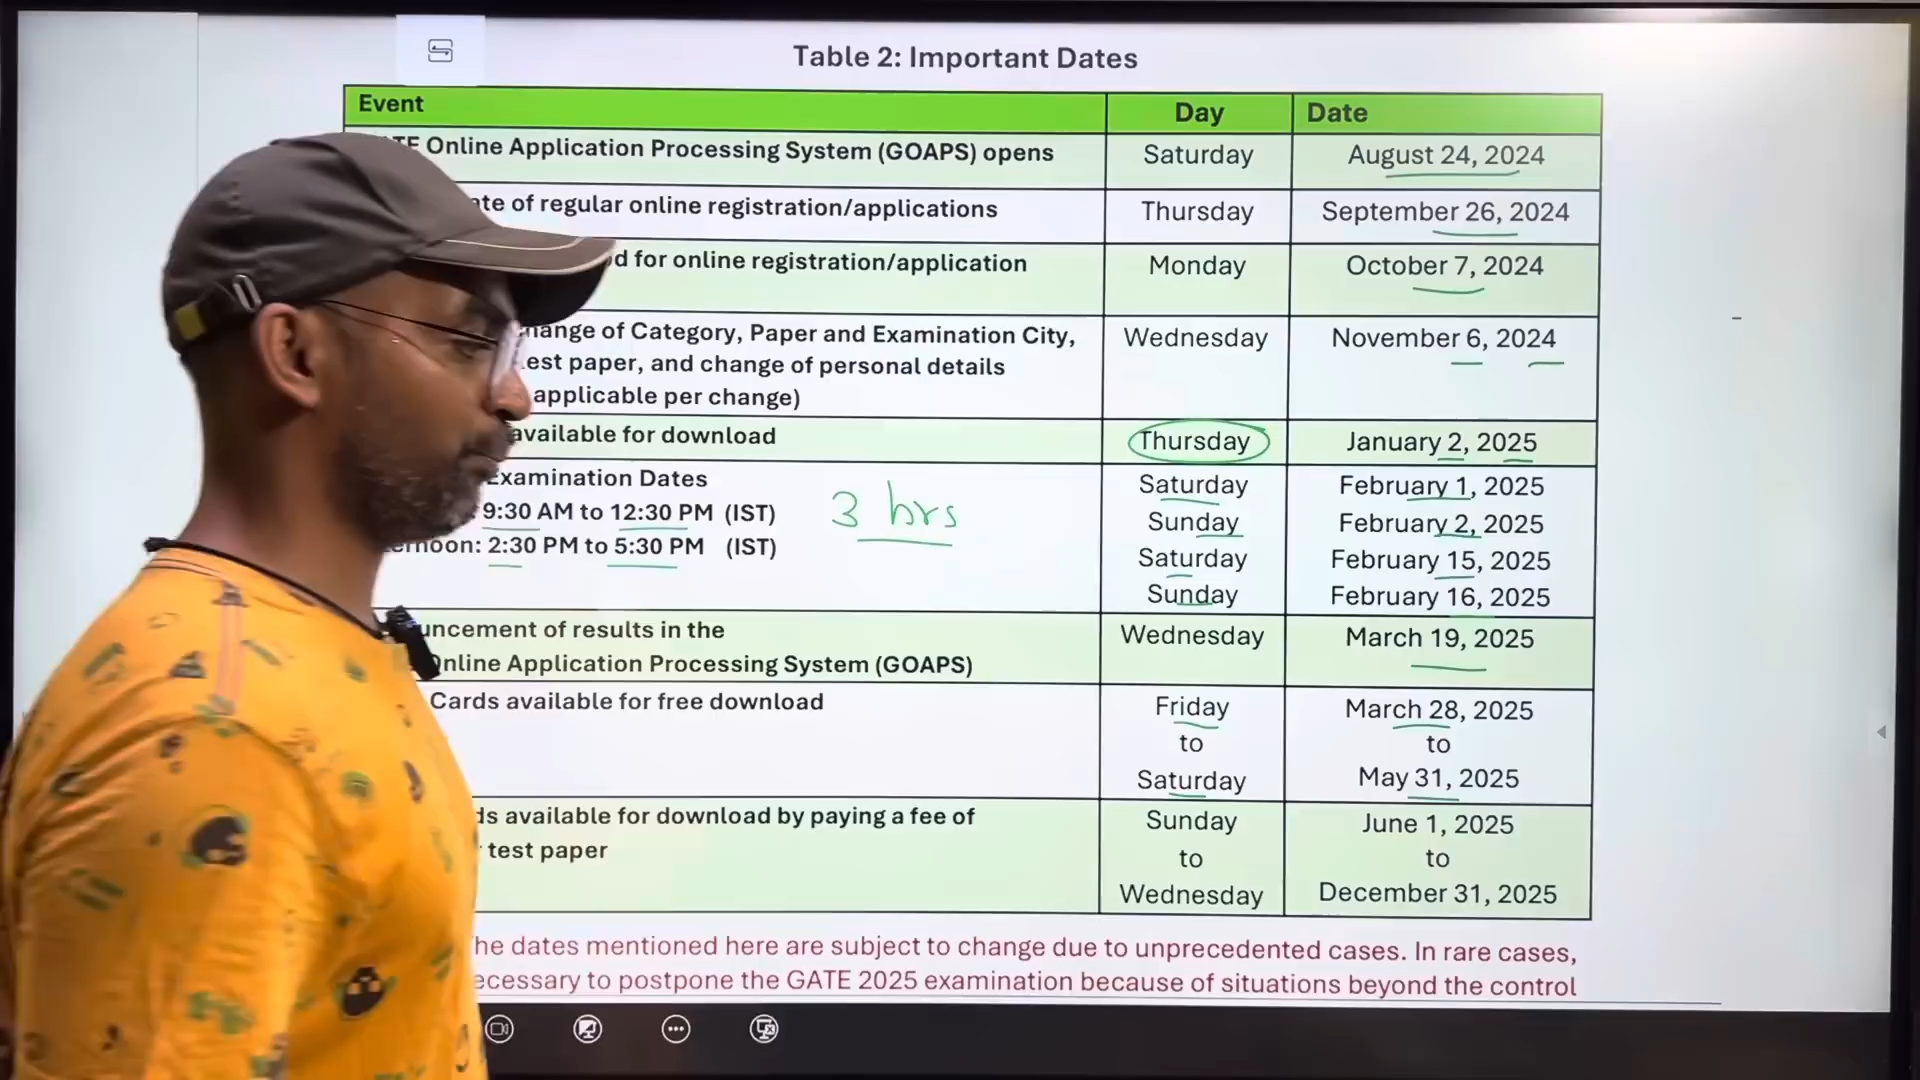 Table 2: Important Dates
Event Day Date
Online Application Processing System (GOAPS) opens Saturday August 24, 2024
of regular online registration/applications Thursday September 26, 2024
for online registration/application Monday October 7, 2024
of Category, Paper and Examination City, Wednesday November 6, 2024
paper, and change of personal details
applicable per change)
available for download Thursday January 2, 2025
Examination Dates Saturday February 1, 2025
9:30 AM to 12:30 PM (IST) 3 hrs Sunday February 2, 2025
2:30 PM to 5:30 PM (IST) Saturday February 15, 2025
Sunday February 16, 2025
of results in the Wednesday March 19, 2025
Online Application Processing System (GOAPS)
Cards available for free download Friday March 28, 2025
to to
Saturday May 31, 2025
available for download by paying a fee of Sunday June 1, 2025
test paper to to
Wednesday December 31, 2025
dates mentioned here are subject to change due to unprecedented cases. In rare cases,
to postpone the GATE 2025 examination because of situations beyond the control